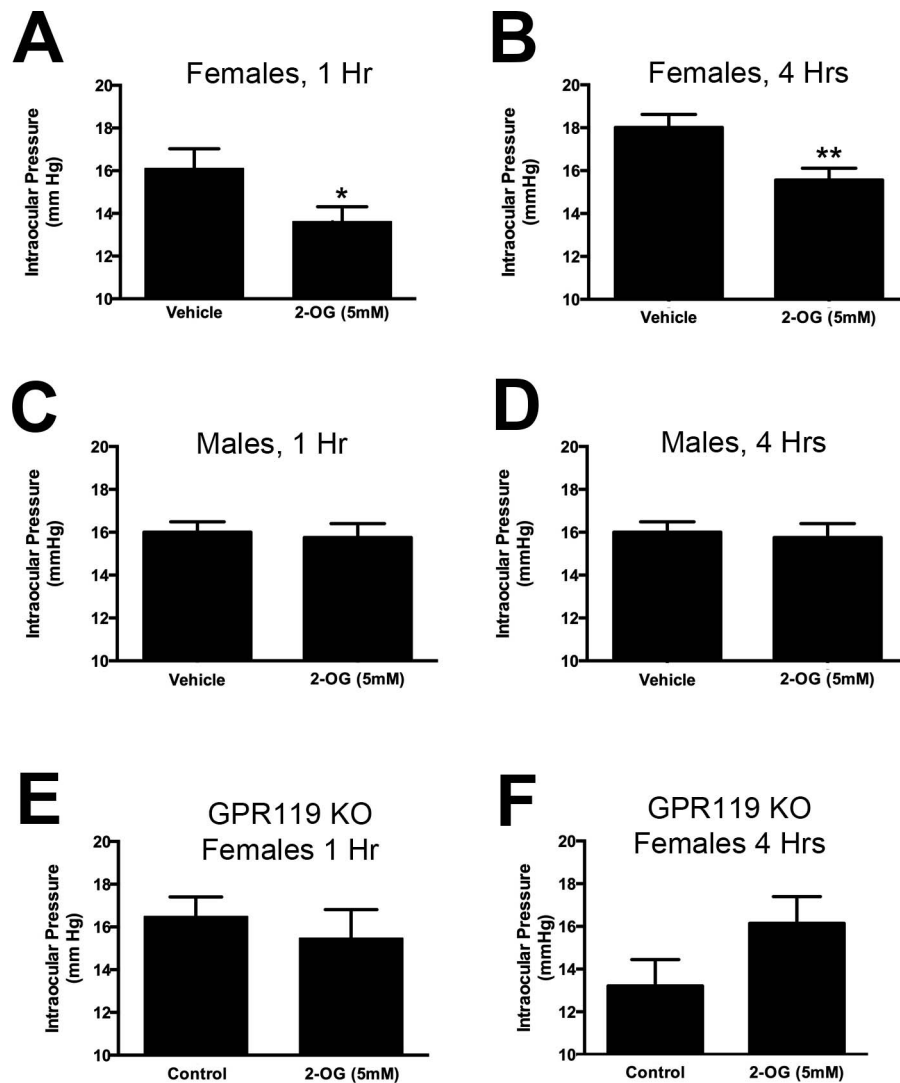 A
Females, 1 Hr
Intraocular Pressure
(mm Hg)
20
18
16
14
12
10
*
Vehicle
2-OG (5mM)
B
Females, 4 Hrs
Intraocular Pressure
(mmHg)
20
18
16
14
12
10
**
Vehicle
2-OG (5mM)
C
Males, 1 Hr
Intraocular Pressure
(mmHg)
20
18
16
14
12
10
Vehicle
2-OG (5mM)
D
Males, 4 Hrs
Intraocular Pressure
(mmHg)
20
18
16
14
12
10
Vehicle
2-OG (5mM)
E
GPR119 KO
Females 1 Hr
Intraocular Pressure
(mm Hg)
20
18
16
14
12
10
Control
2-OG (5mM)
F
GPR119 KO
Females 4 Hrs
Intraocular Pressure
(mmHg)
20
18
16
14
12
10
Control
2-OG (5mM)